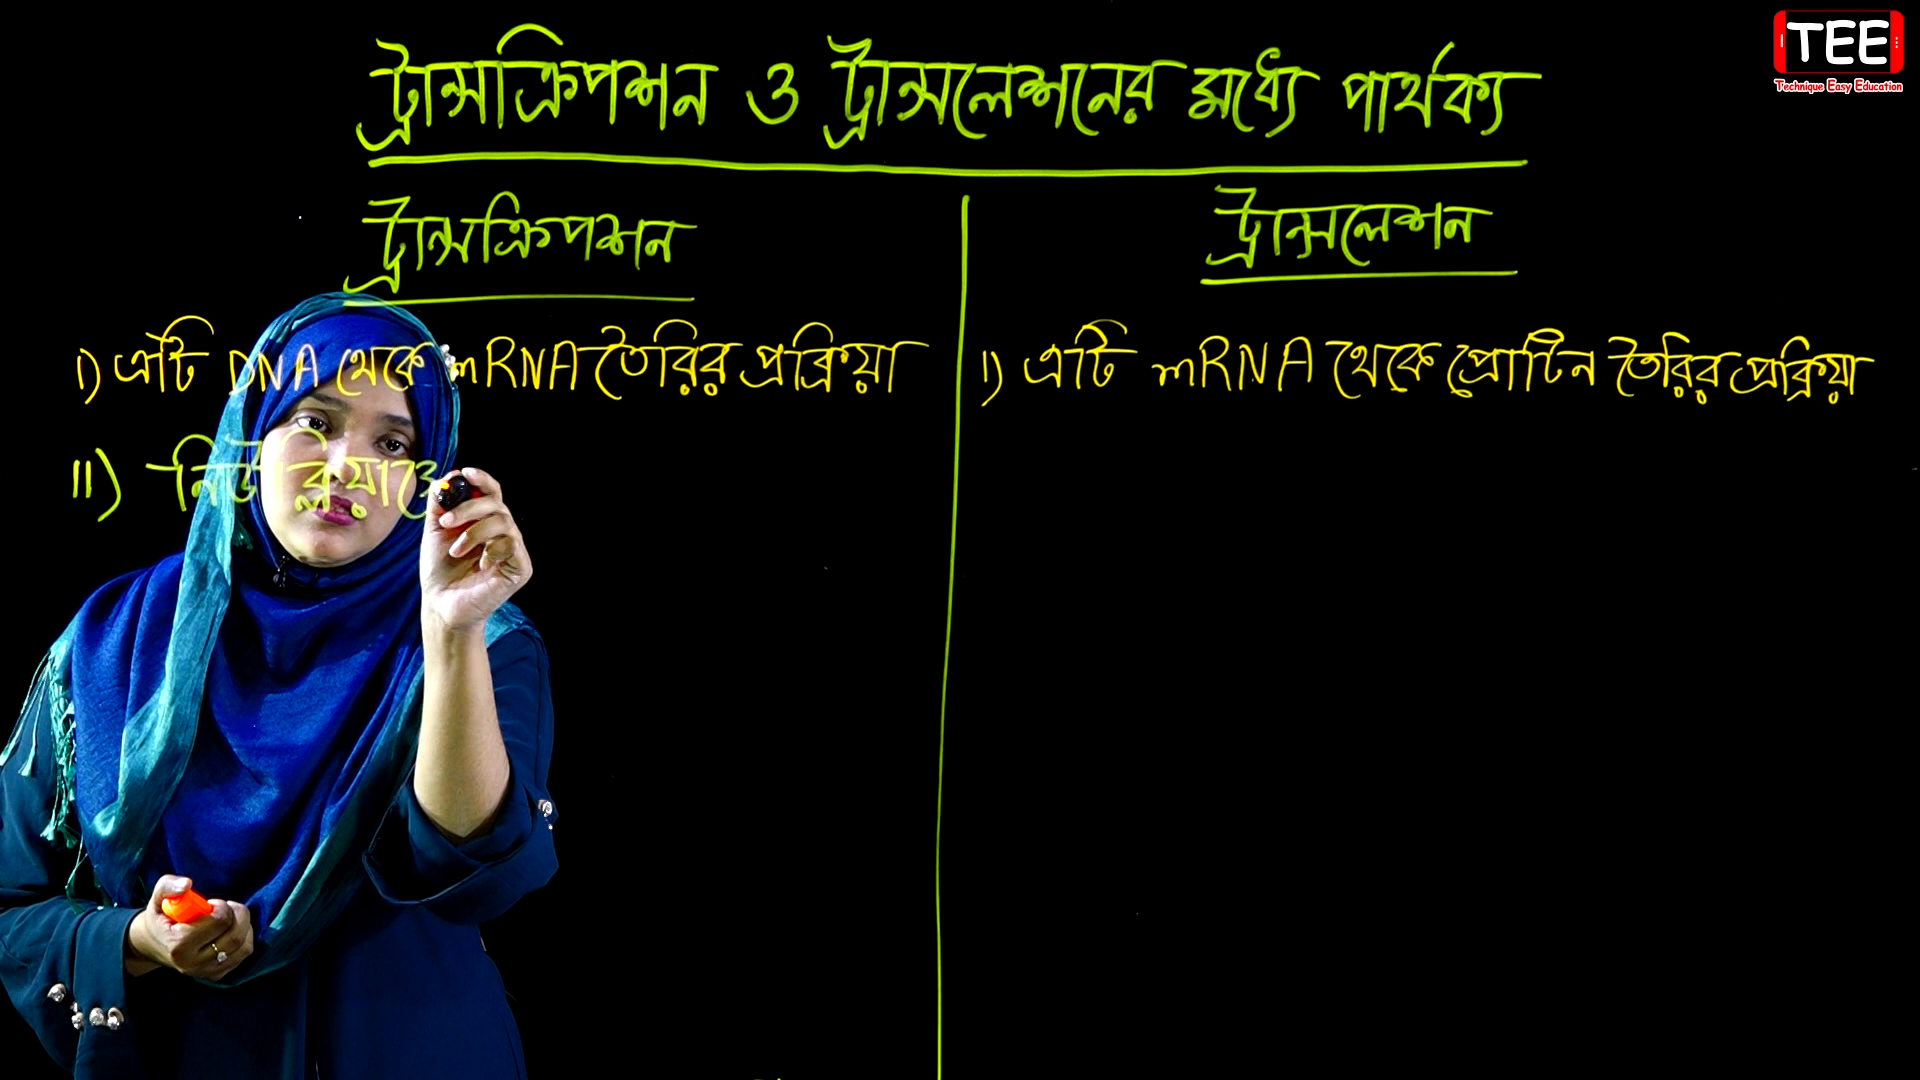 TEE
Technique Easy Education
ট্রান্সক্রিপশন ও ট্রান্সলেশনের মধ্যে পার্থক্য
ট্রান্সক্রিপশন
I) এটি DNA থেকে mRNA তৈরির প্রক্রিয়া
II) নিউক্লিয়াসে
ট্রান্সলেশন
I) এটি mRNA থেকে প্রোটিন তৈরির প্রক্রিয়া